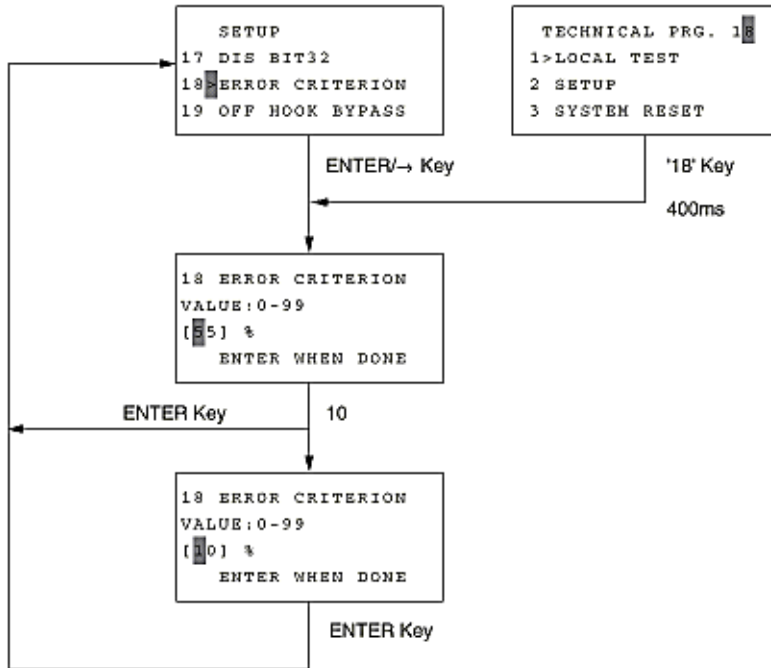 SETUP
17 DIS BIT32
18>ERROR CRITERION
19 OFF HOOK BYPASS
TECHNICAL PRG. 18
1>LOCAL TEST
2 SETUP
3 SYSTEM RESET
ENTER/→ Key
'18' Key
400ms
18 ERROR CRITERION
VALUE:0-99
[55] %
ENTER WHEN DONE
ENTER Key
10
18 ERROR CRITERION
VALUE:0-99
[10] %
ENTER WHEN DONE
ENTER Key